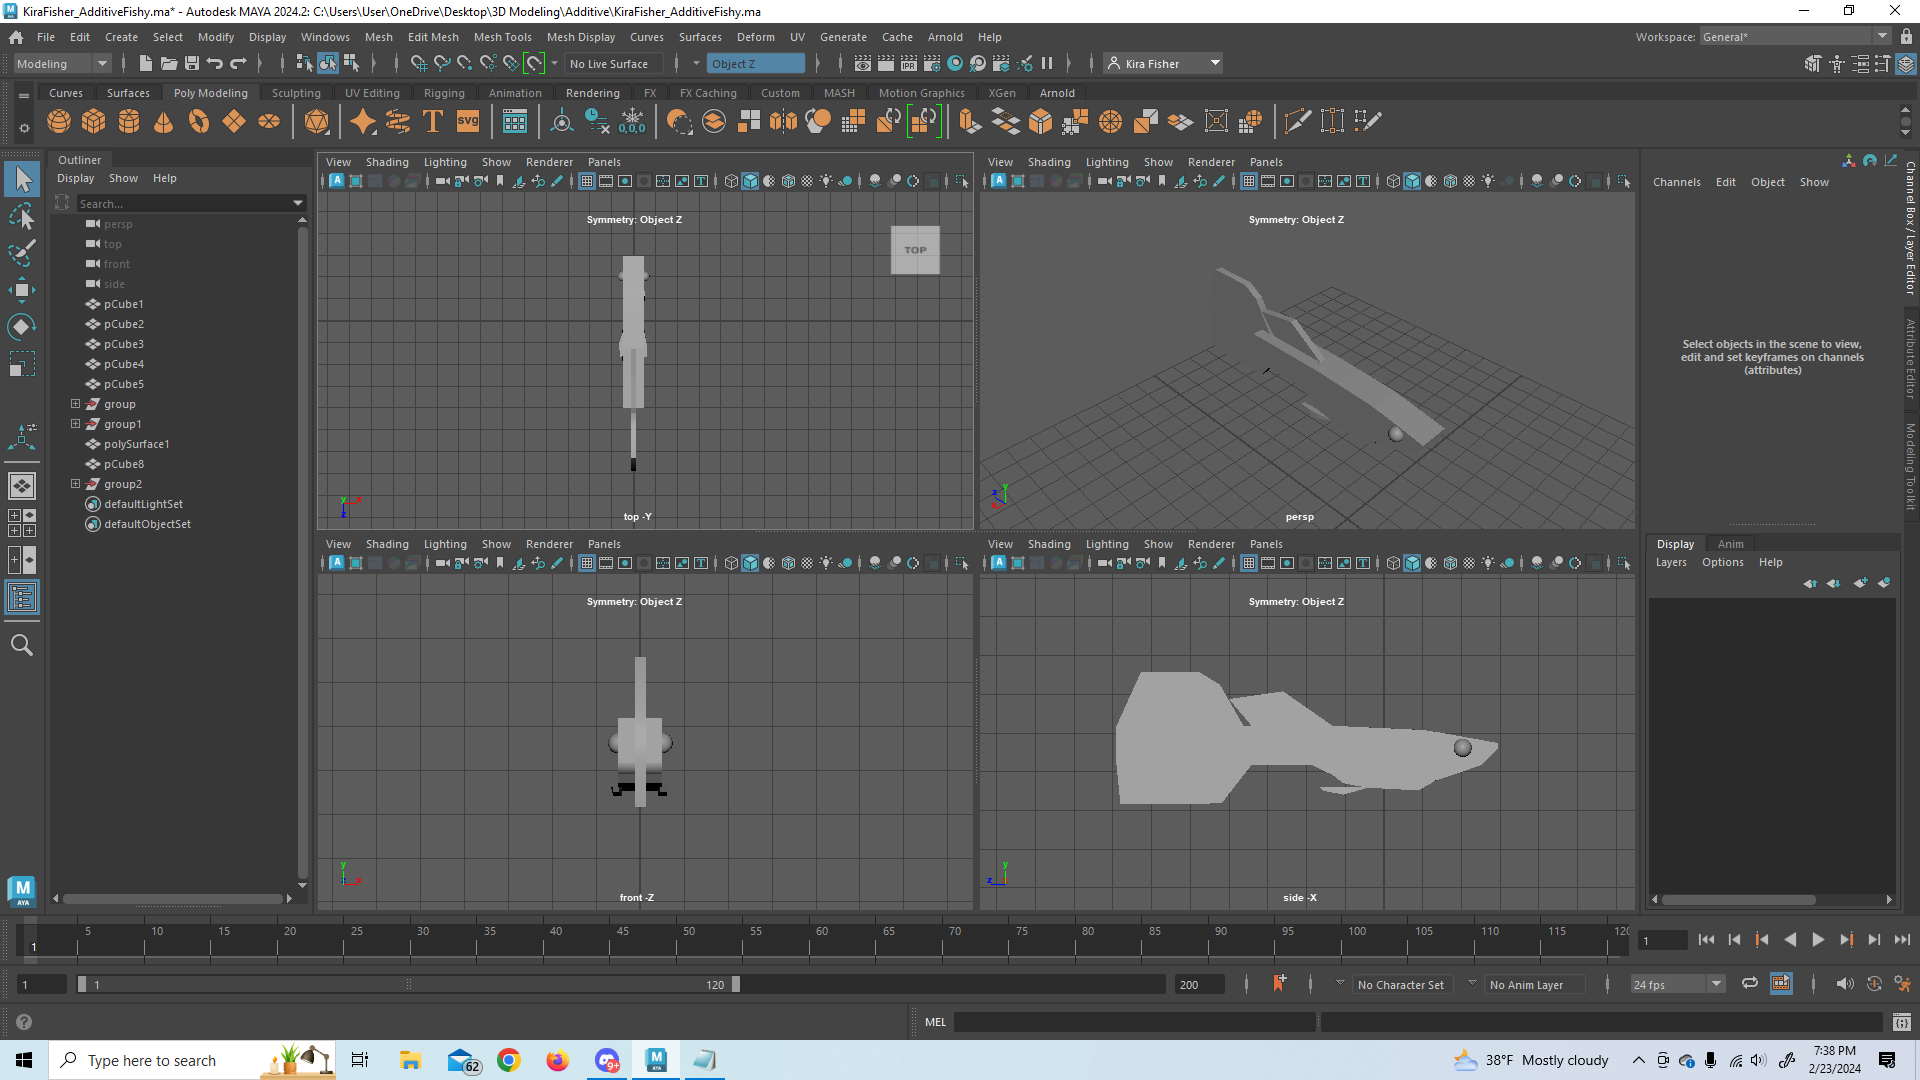 KiraFisher_AdditiveFishy.ma* - Autodesk MAYA 2024.2: C:\Users\User\OneDrive\Desktop\3D Modeling\Additive\KiraFisher_AdditiveFishy.ma
File Edit Create Select Modify Display Windows Mesh Edit Mesh Mesh Tools Mesh Display Curves Surfaces Deform UV Generate Cache Arnold Help
Workspace: General*
Modeling
No Live Surface
Object Z
Kira Fisher
Curves Surfaces Poly Modeling Sculpting UV Editing Rigging Animation Rendering FX FX Caching Custom MASH Motion Graphics XGen Arnold
T svg 0,0,0
Outliner
Display Show Help
Search...
persp
top
front
side
pCube1
pCube2
pCube3
pCube4
pCube5
group
group1
polySurface1
pCube8
group2
defaultLightSet
defaultObjectSet
View Shading Lighting Show Renderer Panels
Symmetry: Object Z
TOP
top -Y
View Shading Lighting Show Renderer Panels
Symmetry: Object Z
persp
View Shading Lighting Show Renderer Panels
Symmetry: Object Z
front -Z
View Shading Lighting Show Renderer Panels
Symmetry: Object Z
side -X
Channels Edit Object Show
Select objects in the scene to view,
edit and set keyframes on channels
(attributes)
Channel Box / Layer Editor
Attribute Editor
Modeling Toolkit
Display Anim
Layers Options Help
M
AYA
5 10 15 20 25 30 35 40 45 50 55 60 65 70 75 80 85 90 95 100 105 110 115 120
1
1
1
1
120
200
No Character Set
No Anim Layer
24 fps
MEL
Type here to search
62
9+
38°F Mostly cloudy
7:38 PM
2/23/2024